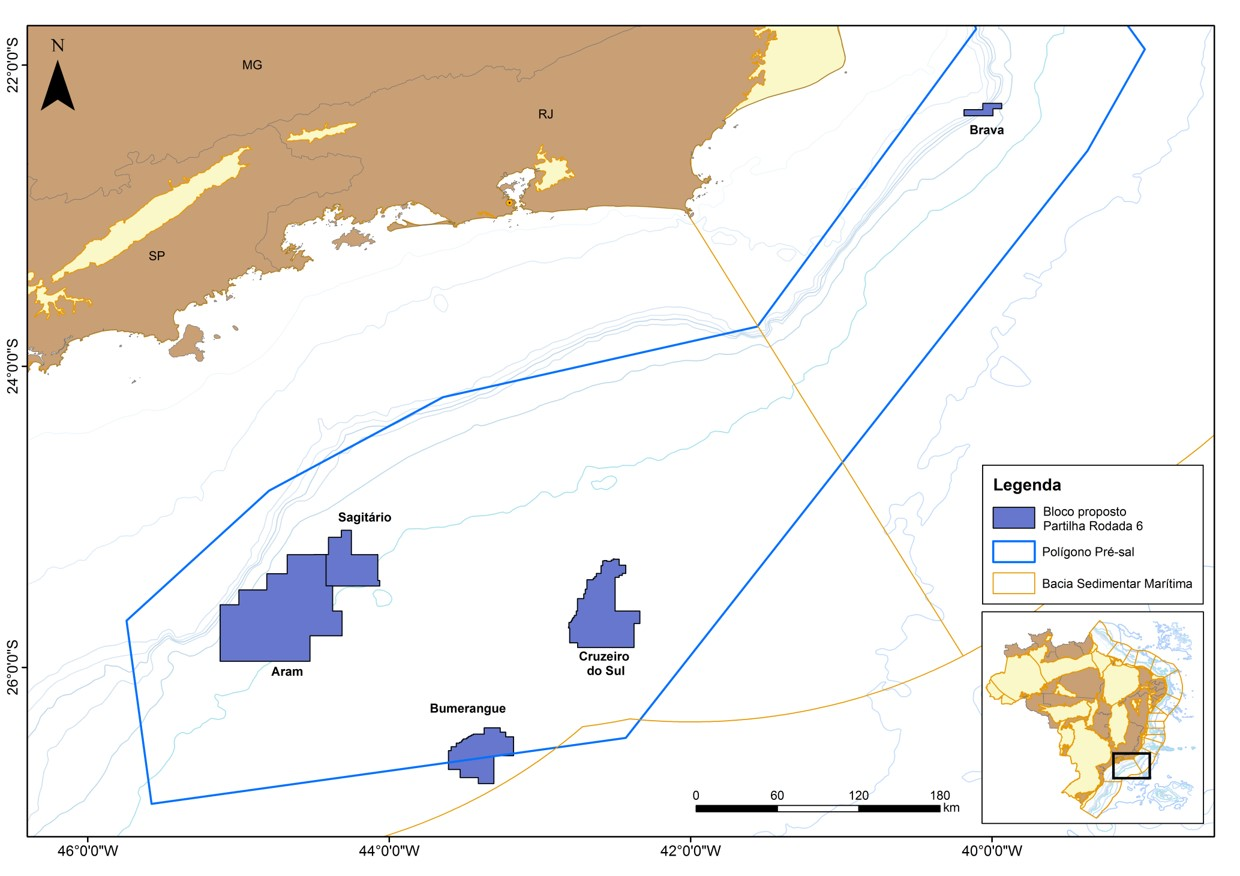 N
MG
RJ
SP
22°0'0"S
24°0'0"S
26°0'0"S
Brava
Sagitário
Aram
Cruzeiro
do Sul
Bumerangue
Legenda
Bloco proposto
Partilha Rodada 6
Polígono Pré-sal
Bacia Sedimentar Marítima
0 60 120 180
km
46°0'0"W 44°0'0"W 42°0'0"W 40°0'0"W